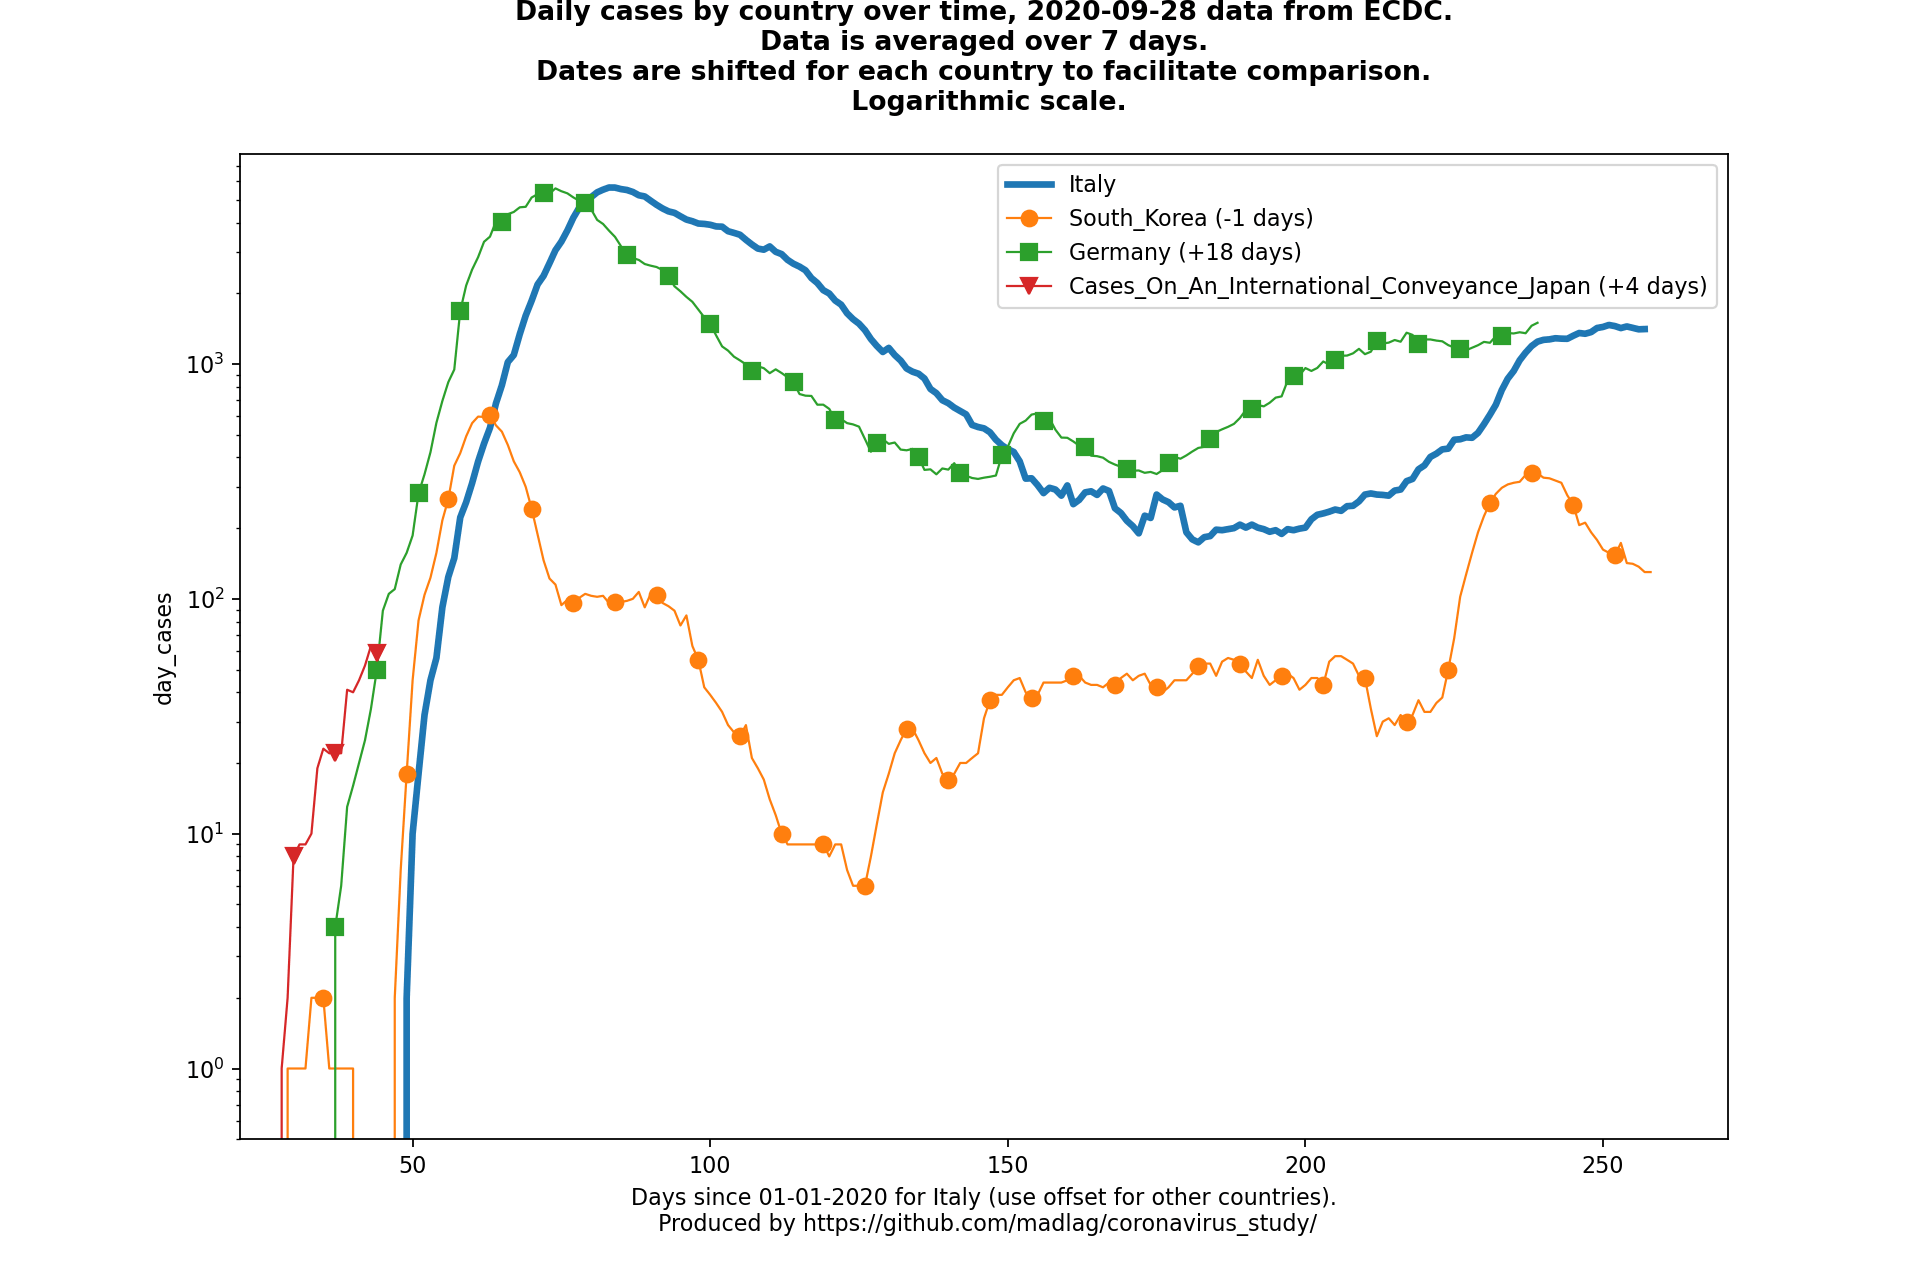 Daily cases by country over time, 2020-09-28 data from ECDC.
Data is averaged over 7 days.
Dates are shifted for each country to facilitate comparison.
Logarithmic scale.
Italy
South_Korea (-1 days)
Germany (+18 days)
Cases_On_An_International_Conveyance_Japan (+4 days)
10³
10²
10¹
10⁰
day_cases
50 100 150 200 250
Days since 01-01-2020 for Italy (use offset for other countries).
Produced by https://github.com/madlag/coronavirus_study/